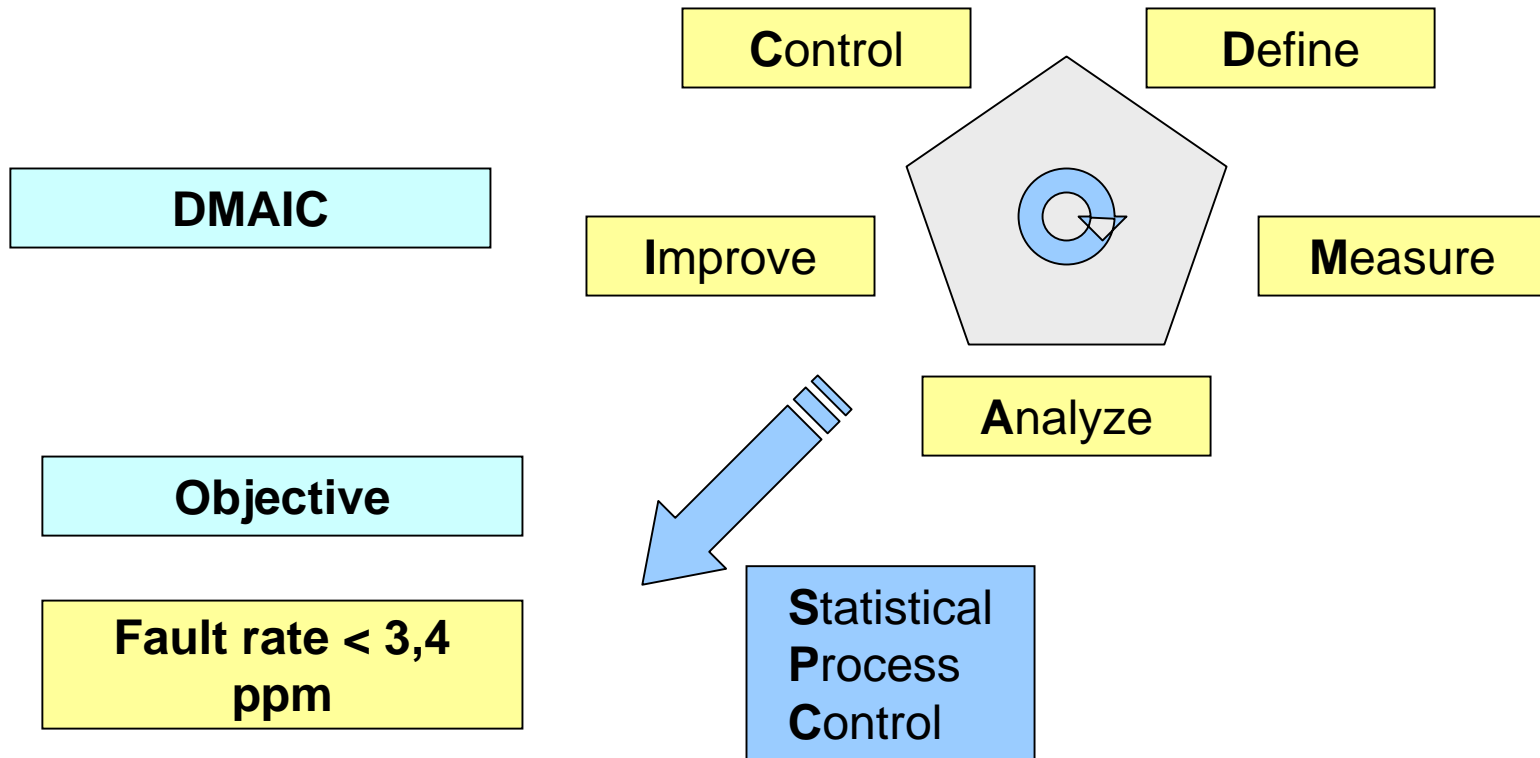 Control
Define
DMAIC
Improve
Measure
Analyze
Objective
Fault rate < 3,4
ppm
Statistical
Process
Control